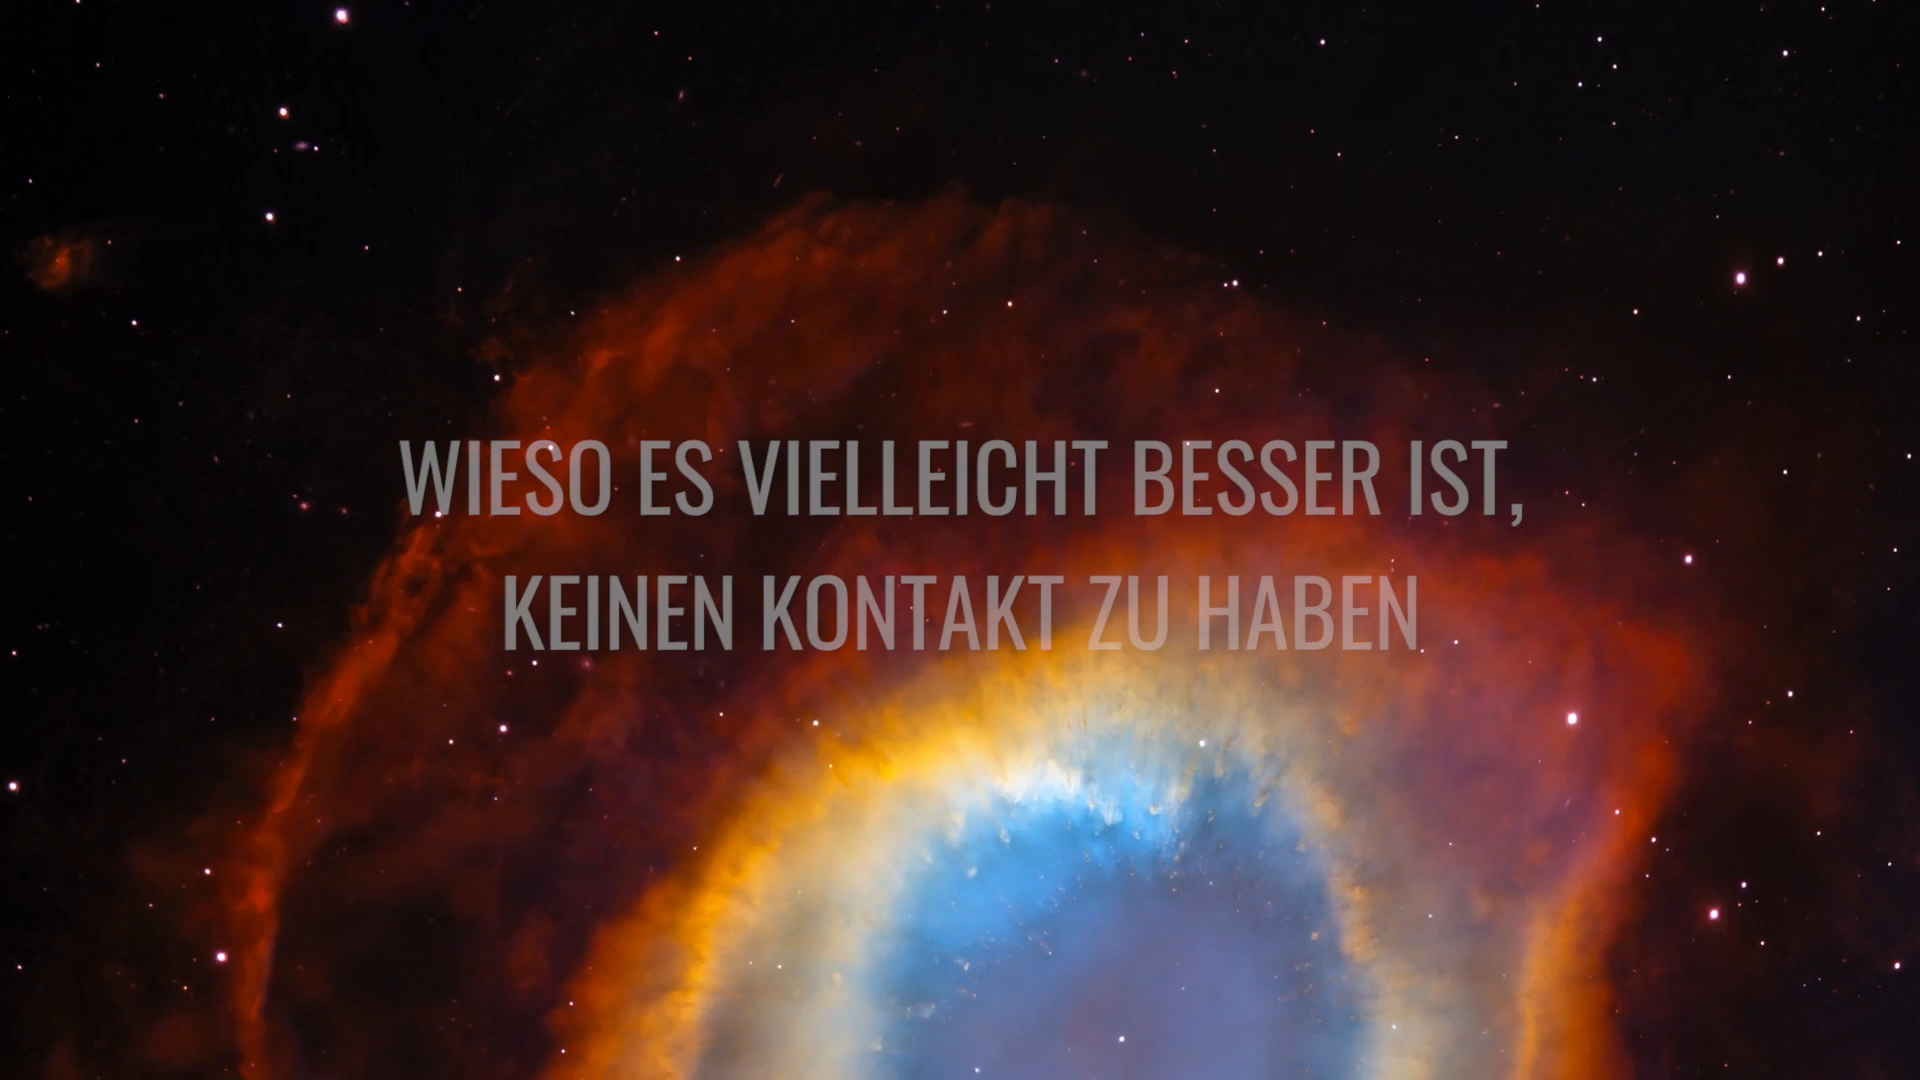 WIESO ES VIELLEICHT BESSER IST,
KEINEN KONTAKT ZU HABEN